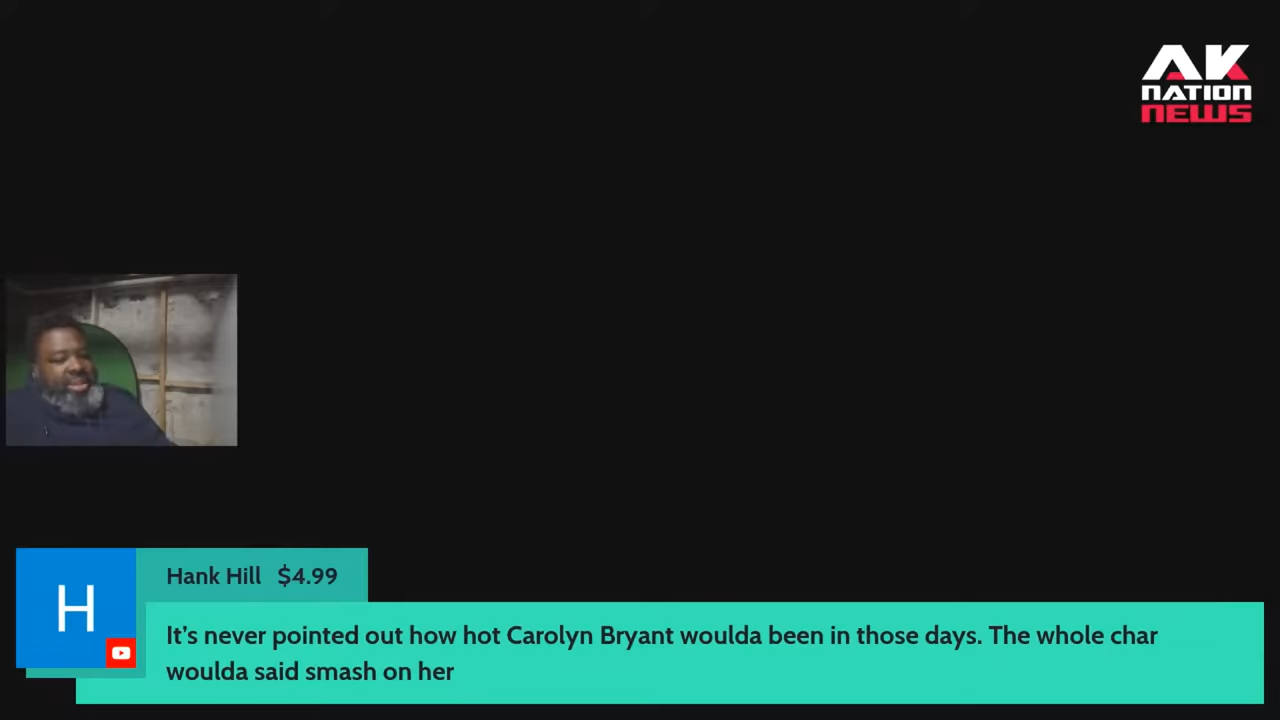 AK
NATION
NEWS
Hank Hill $4.99
H
It’s never pointed out how hot Carolyn Bryant woulda been in those days. The whole char
woulda said smash on her